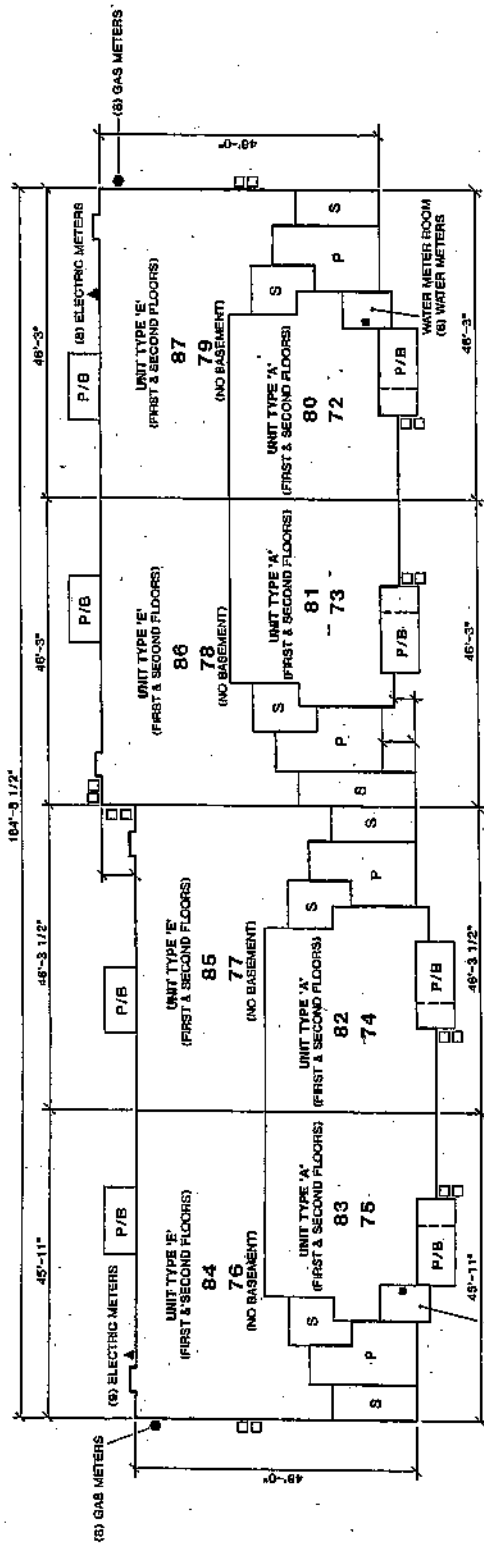 184'-8 1/2"
45'-11"
46'-3 1/2"
46'-3"
46'-3"
(8) GAS METERS
(9) ELECTRIC METERS
P/B
P/B
P/B
P/B
(8) ELECTRIC METERS
(8) GAS METERS
UNIT TYPE 'E'
(FIRST & SECOND FLOORS)
84
76
(NO BASEMENT)
UNIT TYPE 'E'
(FIRST & SECOND FLOORS)
85
77
(NO BASEMENT)
UNIT TYPE 'E'
(FIRST & SECOND FLOORS)
86
78
(NO BASEMENT)
UNIT TYPE 'E'
(FIRST & SECOND FLOORS)
87
79
(NO BASEMENT)
48'-0"
48'-0"
UNIT TYPE 'A'
(FIRST & SECOND FLOORS)
83
75
UNIT TYPE 'A'
(FIRST & SECOND FLOORS)
82
74
UNIT TYPE 'A'
(FIRST & SECOND FLOORS)
81
73
UNIT TYPE 'A'
(FIRST & SECOND FLOORS)
80
72
S
P
S
S
P
S
S
P
S
S
P
S
P/B
P/B
P/B
P/B
WATER METER ROOM
(8) WATER METERS
45'-11"
46'-3 1/2"
46'-3"
46'-3"